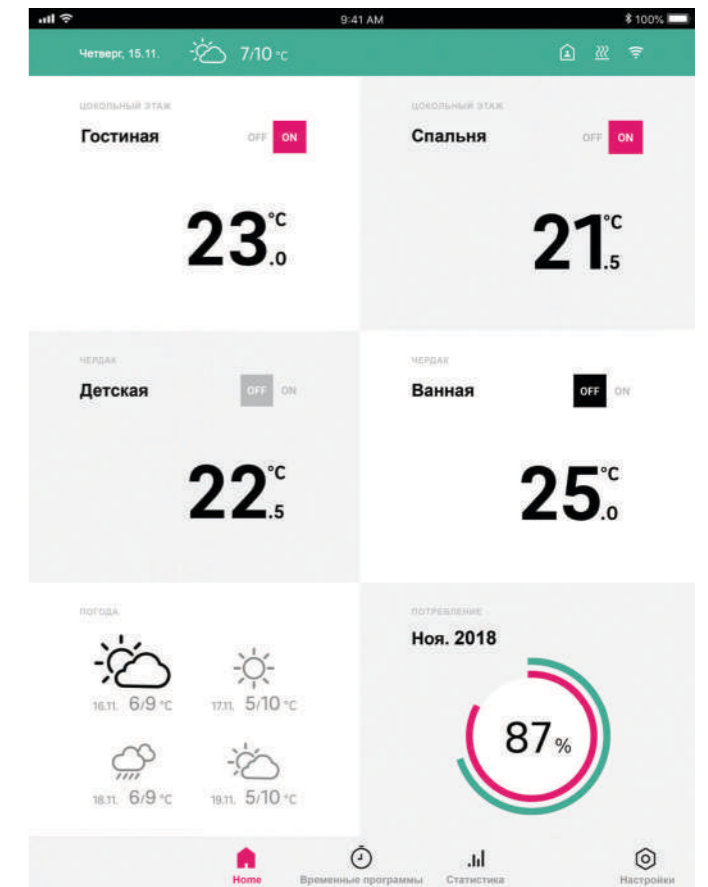 9:41 AM 100%
Четверг, 15.11. 7/10 °C
ЦОКОЛЬНЫЙ ЭТАЖ
Гостиная OFF ON
23.0 °C
ЦОКОЛЬНЫЙ ЭТАЖ
Спальня OFF ON
21.5 °C
ЧЕРДАК
Детская OFF ON
22.5 °C
ЧЕРДАК
Ванная OFF ON
25.0 °C
ПОГОДА
16.11. 6/9 °C 17.11. 5/10 °C
18.11. 6/9 °C 19.11. 5/10 °C
ПОТРЕБЛЕНИЕ
Ноя. 2018
87%
Home Временные программы Статистика Настройки